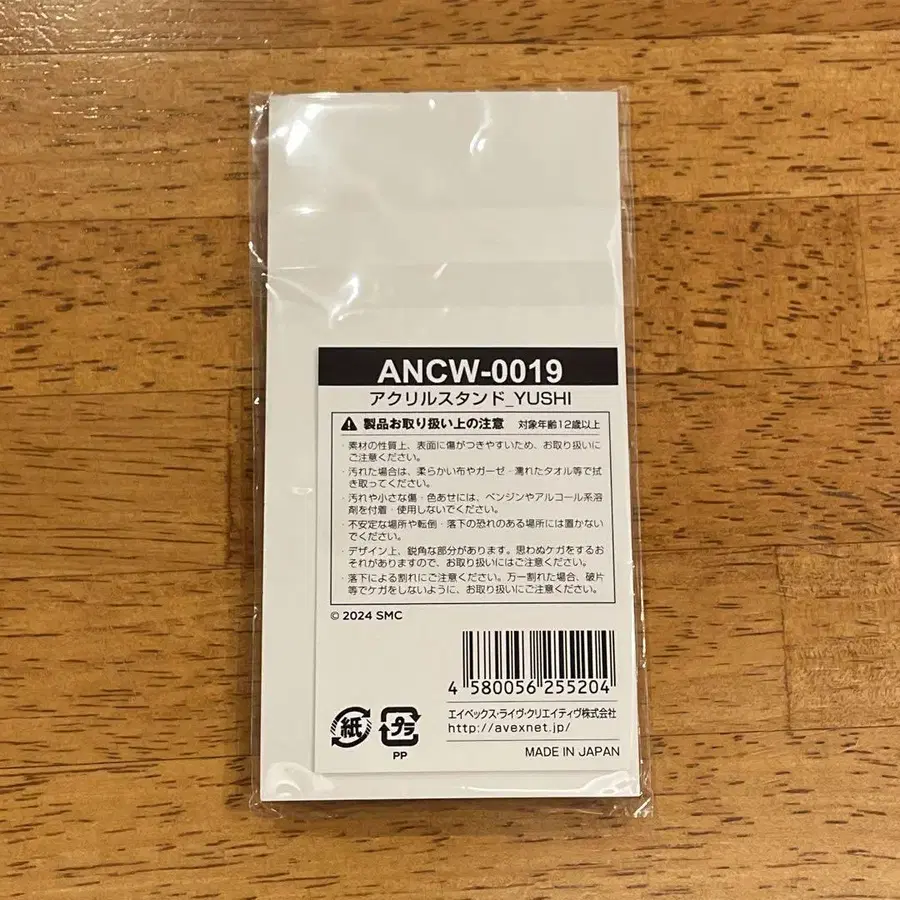 ANCW-0019
アクリルスタンド_YUSHI
製品お取り扱い上の注意 対象年齢12歳以上
・素材の性質上、表面に傷がつきやすいため、お取り扱いに
ご注意ください。
・汚れた場合は、柔らかい布やガーゼ・濡れたタオル等で拭
き取ってください。
・汚れや小さな傷・色あせには、ベンジンやアルコール系溶
剤を付着・使用しないでください。
・不安定な場所や転倒・落下の恐れのある場所には置かない
でください。
・デザイン上、鋭角な部分があります。思わぬケガをするお
それがありますので、お取り扱いにはご注意ください。
・落下による割れにご注意ください。万一割れた場合、破片
等でケガをしないように、お取り扱いにご注意ください。
© 2024 SMC
4 580056 255204
紙
プラ
PP
エイベックス・ライヴ・クリエイティヴ株式会社
http://avexnet.jp/
MADE IN JAPAN